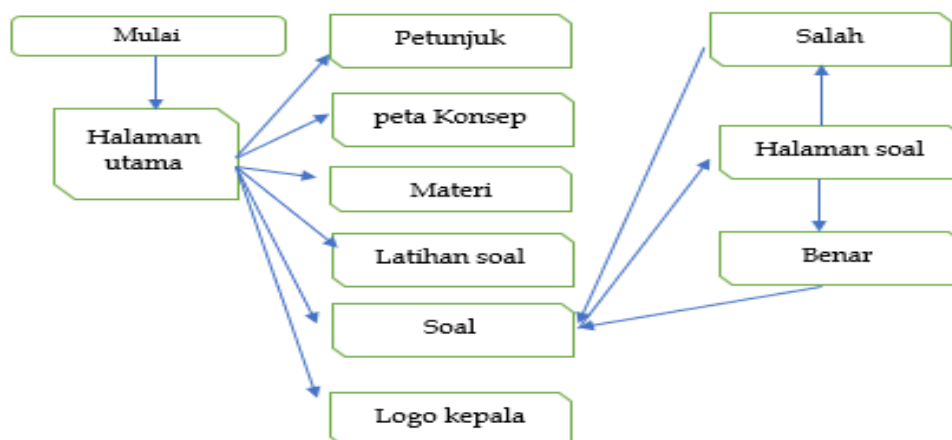 Mulai
Halaman
utama
Petunjuk
peta Konsep
Materi
Latihan soal
Soal
Logo kepala
Salah
Halaman soal
Benar